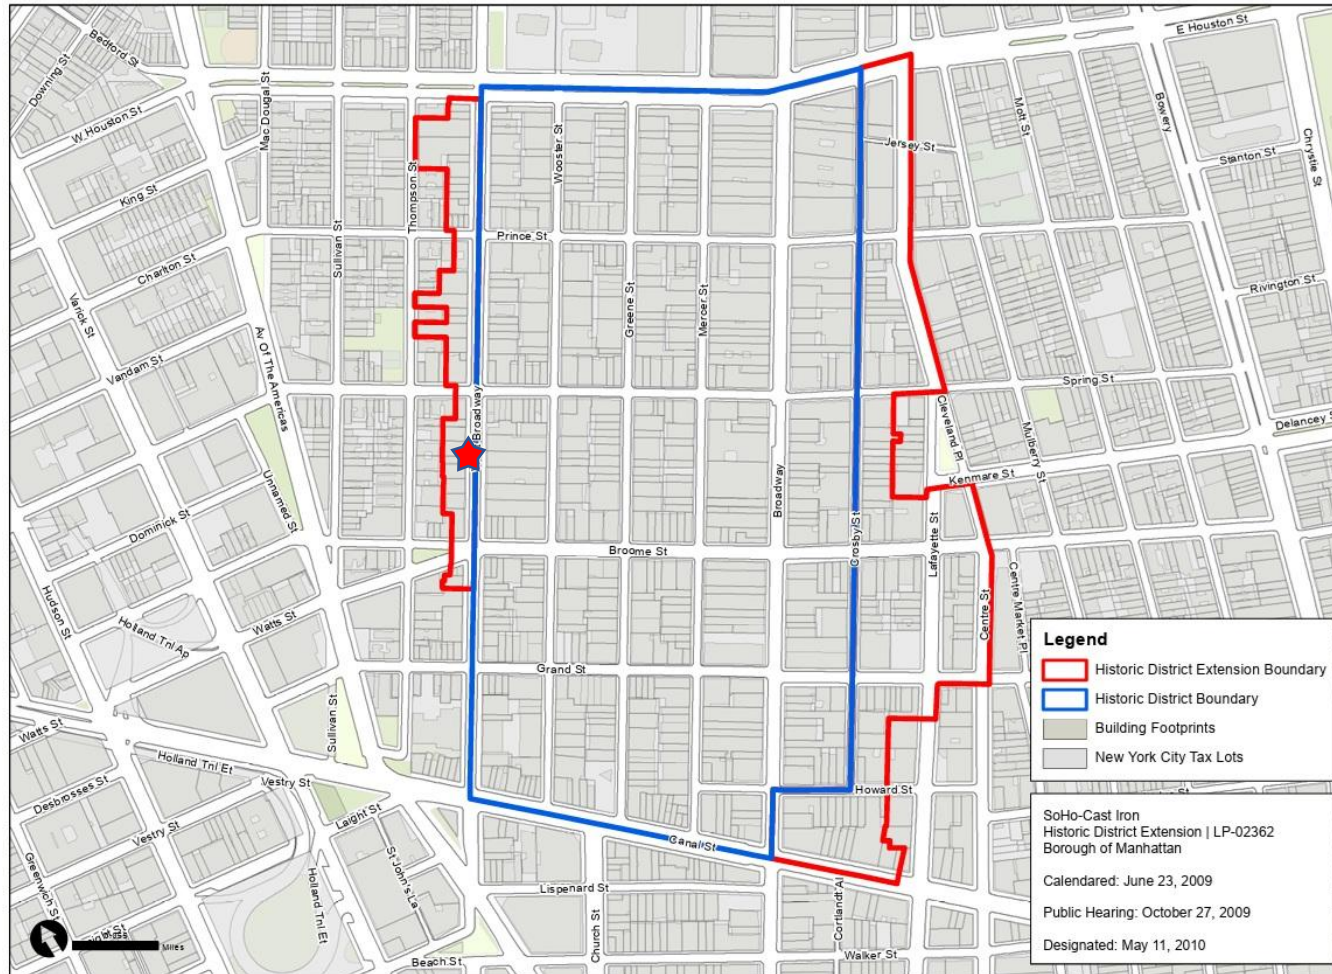 E Houston St
Bedford St
Downing St
Mac Dougal St
W Houston St
Bowery
Mott St
Wooster St
Jersey St
Chrystie St
Stanton St
King St
Thompson St
Sullivan St
Prince St
Charlton St
Rivington St
Varick St
Greene St
Mercer St
Av Of The Americas
Vandam St
Spring St
Broadway
Cleveland Pl
Mulberry St
Delancey S
Kenmare St
Unnamed St
Dominick St
Broadway
Crosby St
Lafayette St
Broome St
Hudson St
Centre St
Centre Market Pl
Watts St
Holland Tnl Ap
Grand St
Sullivan St
Watts St
Holland Tnl Et
Vestry St
Desbrosses St
Howard St
Laight St
Vestry St
Canal St
St John's La
Greenwich St
Holland Tnl Et
Lispenard St
Church St
Cortlandt Al
Beach St
Walker St
Miles
Legend
Historic District Extension Boundary
Historic District Boundary
Building Footprints
New York City Tax Lots
SoHo-Cast Iron
Historic District Extension | LP-02362
Borough of Manhattan
Calendared: June 23, 2009
Public Hearing: October 27, 2009
Designated: May 11, 2010